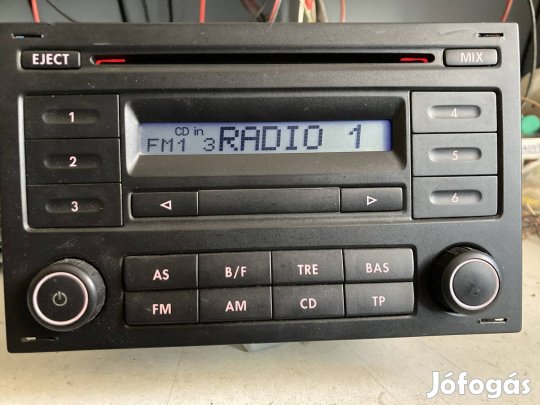 EJECT
MIX
1
4
CD in
FM1 3 RADIO 1
2
5
3
6
AS
B/F
TRE
BAS
FM
AM
CD
TP
Jófogás